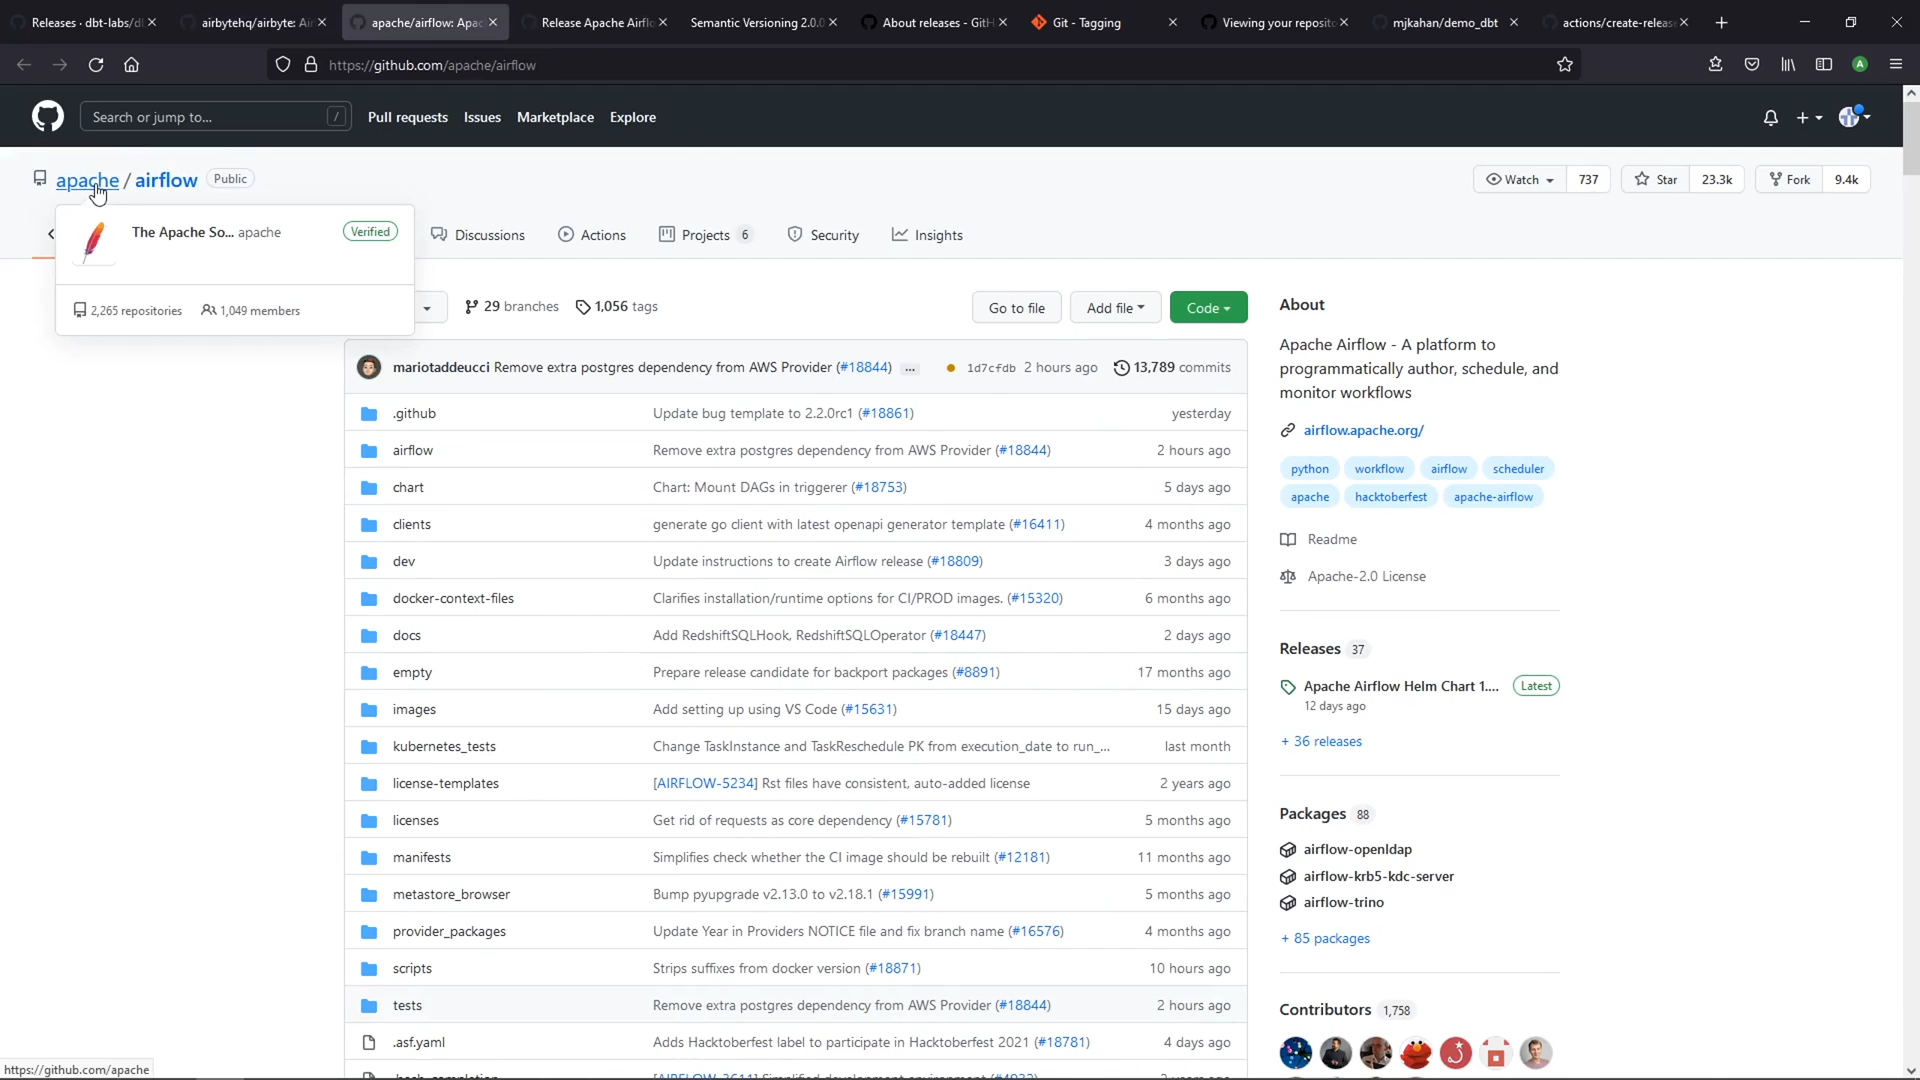 Releases · dbt-labs/d
airbytehq/airbyte: Ai
apache/airflow: Apac
Release Apache Airflo
Semantic Versioning 2.0.0
About releases - GitH
Git - Tagging
Viewing your reposito
mjkahan/demo_dbt
actions/create-release
https://github.com/apache/airflow
A
Search or jump to...
/
Pull requests
Issues
Marketplace
Explore
apache / airflow
Public
Watch
737
Star
23.3k
Fork
9.4k
The Apache So... apache
Verified
2,265 repositories
1,049 members
Discussions
Actions
Projects 6
Security
Insights
29 branches
1,056 tags
Go to file
Add file
Code
mariotaddeucci Remove extra postgres dependency from AWS Provider (#18844) ... 1d7cfdb 2 hours ago 13,789 commits
.github Update bug template to 2.2.0rc1 (#18861) yesterday
airflow Remove extra postgres dependency from AWS Provider (#18844) 2 hours ago
chart Chart: Mount DAGs in triggerer (#18753) 5 days ago
clients generate go client with latest openapi generator template (#16411) 4 months ago
dev Update instructions to create Airflow release (#18809) 3 days ago
docker-context-files Clarifies installation/runtime options for CI/PROD images. (#15320) 6 months ago
docs Add RedshiftSQLHook, RedshiftSQLOperator (#18447) 2 days ago
empty Prepare release candidate for backport packages (#8891) 17 months ago
images Add setting up using VS Code (#15631) 15 days ago
kubernetes_tests Change TaskInstance and TaskReschedule PK from execution_date to run_... last month
license-templates [AIRFLOW-5234] Rst files have consistent, auto-added license 2 years ago
licenses Get rid of requests as core dependency (#15781) 5 months ago
manifests Simplifies check whether the CI image should be rebuilt (#12181) 11 months ago
metastore_browser Bump pyupgrade v2.13.0 to v2.18.1 (#15991) 5 months ago
provider_packages Update Year in Providers NOTICE file and fix branch name (#16576) 4 months ago
scripts Strips suffixes from docker version (#18871) 10 hours ago
tests Remove extra postgres dependency from AWS Provider (#18844) 2 hours ago
.asf.yaml Adds Hacktoberfest label to participate in Hacktoberfest 2021 (#18781) 4 days ago
About
Apache Airflow - A platform to
programmatically author, schedule, and
monitor workflows
airflow.apache.org/
python workflow airflow scheduler
apache hacktoberfest apache-airflow
Readme
Apache-2.0 License
Releases 37
Apache Airflow Helm Chart 1.... Latest
12 days ago
+ 36 releases
Packages 88
airflow-openldap
airflow-krb5-kdc-server
airflow-trino
+ 85 packages
Contributors 1,758
https://github.com/apache